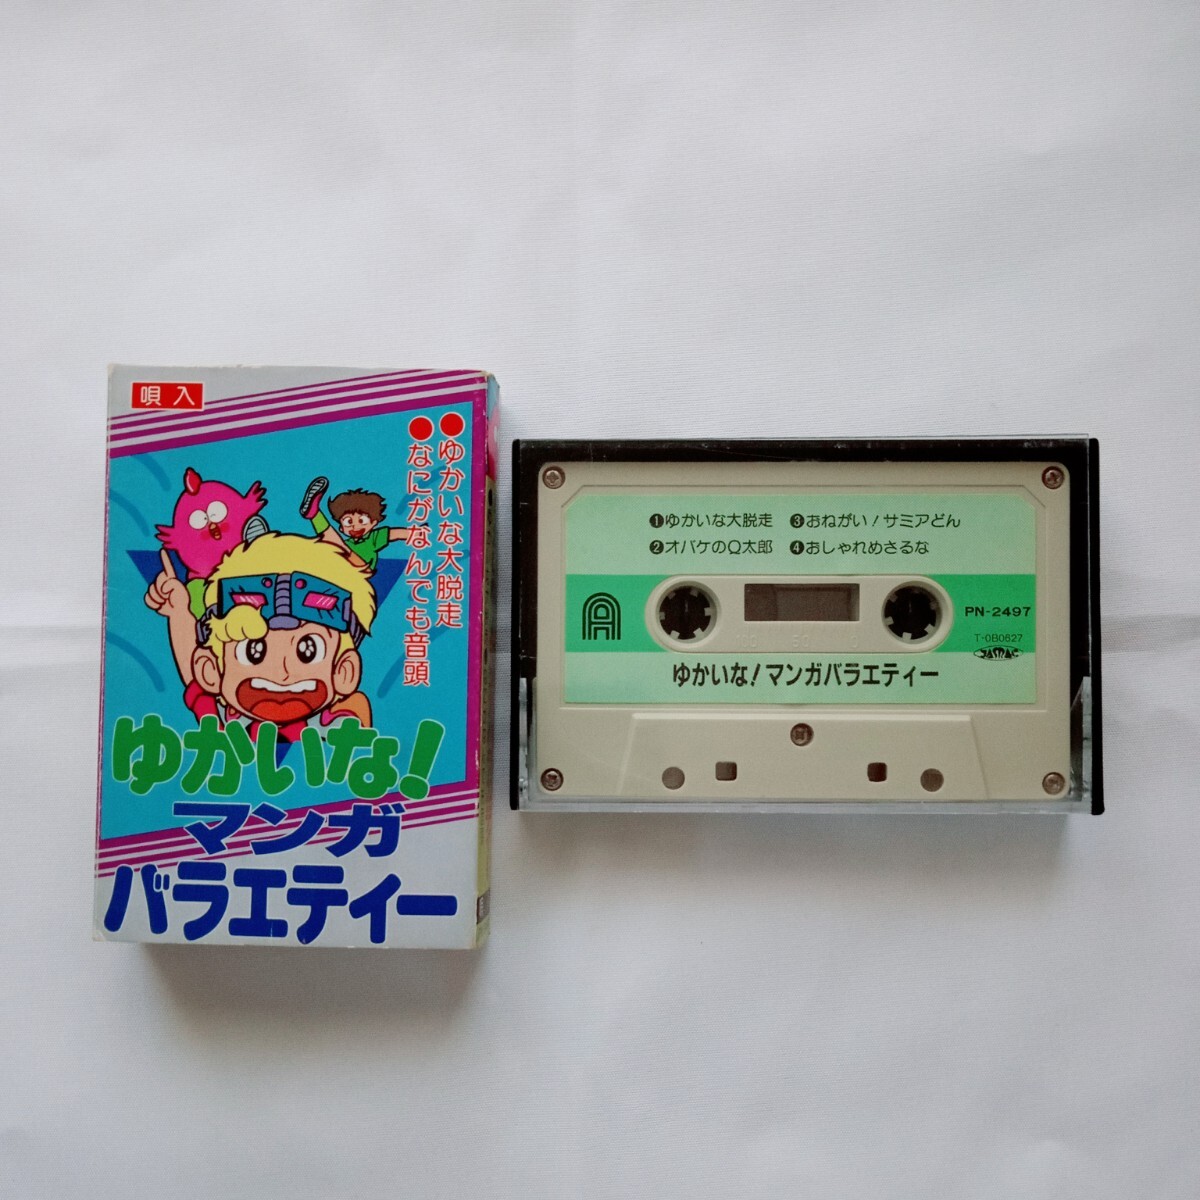 唄入
●ゆかいな大脱走
●なにがなんでも音頭
ゆかいな!
マンガ
バラエティー
❶ゆかいな大脱走 ❸おねがい!サミアどん
❷オバケのQ太郎 ❹おしゃれめさるな
A
PN-2497
T-0B0627
JASRAC
ゆかいな!マンガバラエティー